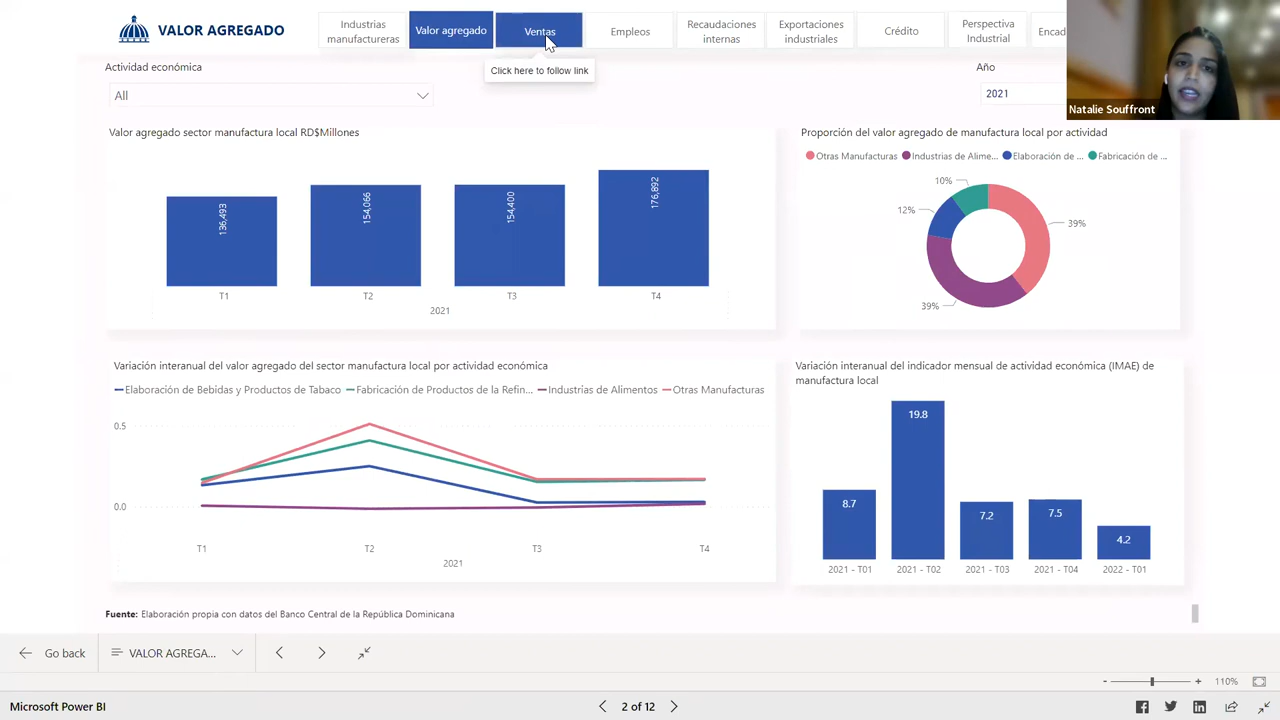 VALOR AGREGADO
Industrias
manufactureras
Valor agregado
Ventas
Empleos
Recaudaciones
internas
Exportaciones
industriales
Crédito
Perspectiva
Industrial
Encad
Click here to follow link
Natalie Souffront
Actividad económica
All
Año
2021
Valor agregado sector manufactura local RD$Millones
136,493
154,066
154,400
176,892
T1
T2
T3
T4
2021
Proporción del valor agregado de manufactura local por actividad
Otras Manufacturas
Industrias de Alime...
Elaboración de ...
Fabricación de ...
10%
12%
39%
39%
Variación interanual del valor agregado del sector manufactura local por actividad económica
Elaboración de Bebidas y Productos de Tabaco
Fabricación de Productos de la Refin...
Industrias de Alimentos
Otras Manufacturas
0.5
0.0
T1
T2
T3
T4
2021
Variación interanual del indicador mensual de actividad económica (IMAE) de
manufactura local
8.7
19.8
7.2
7.5
4.2
2021 - T01
2021 - T02
2021 - T03
2021 - T04
2022 - T01
Fuente: Elaboración propia con datos del Banco Central de la República Dominicana
Go back
VALOR AGREGA...
- + 110%
Microsoft Power BI
2 of 12